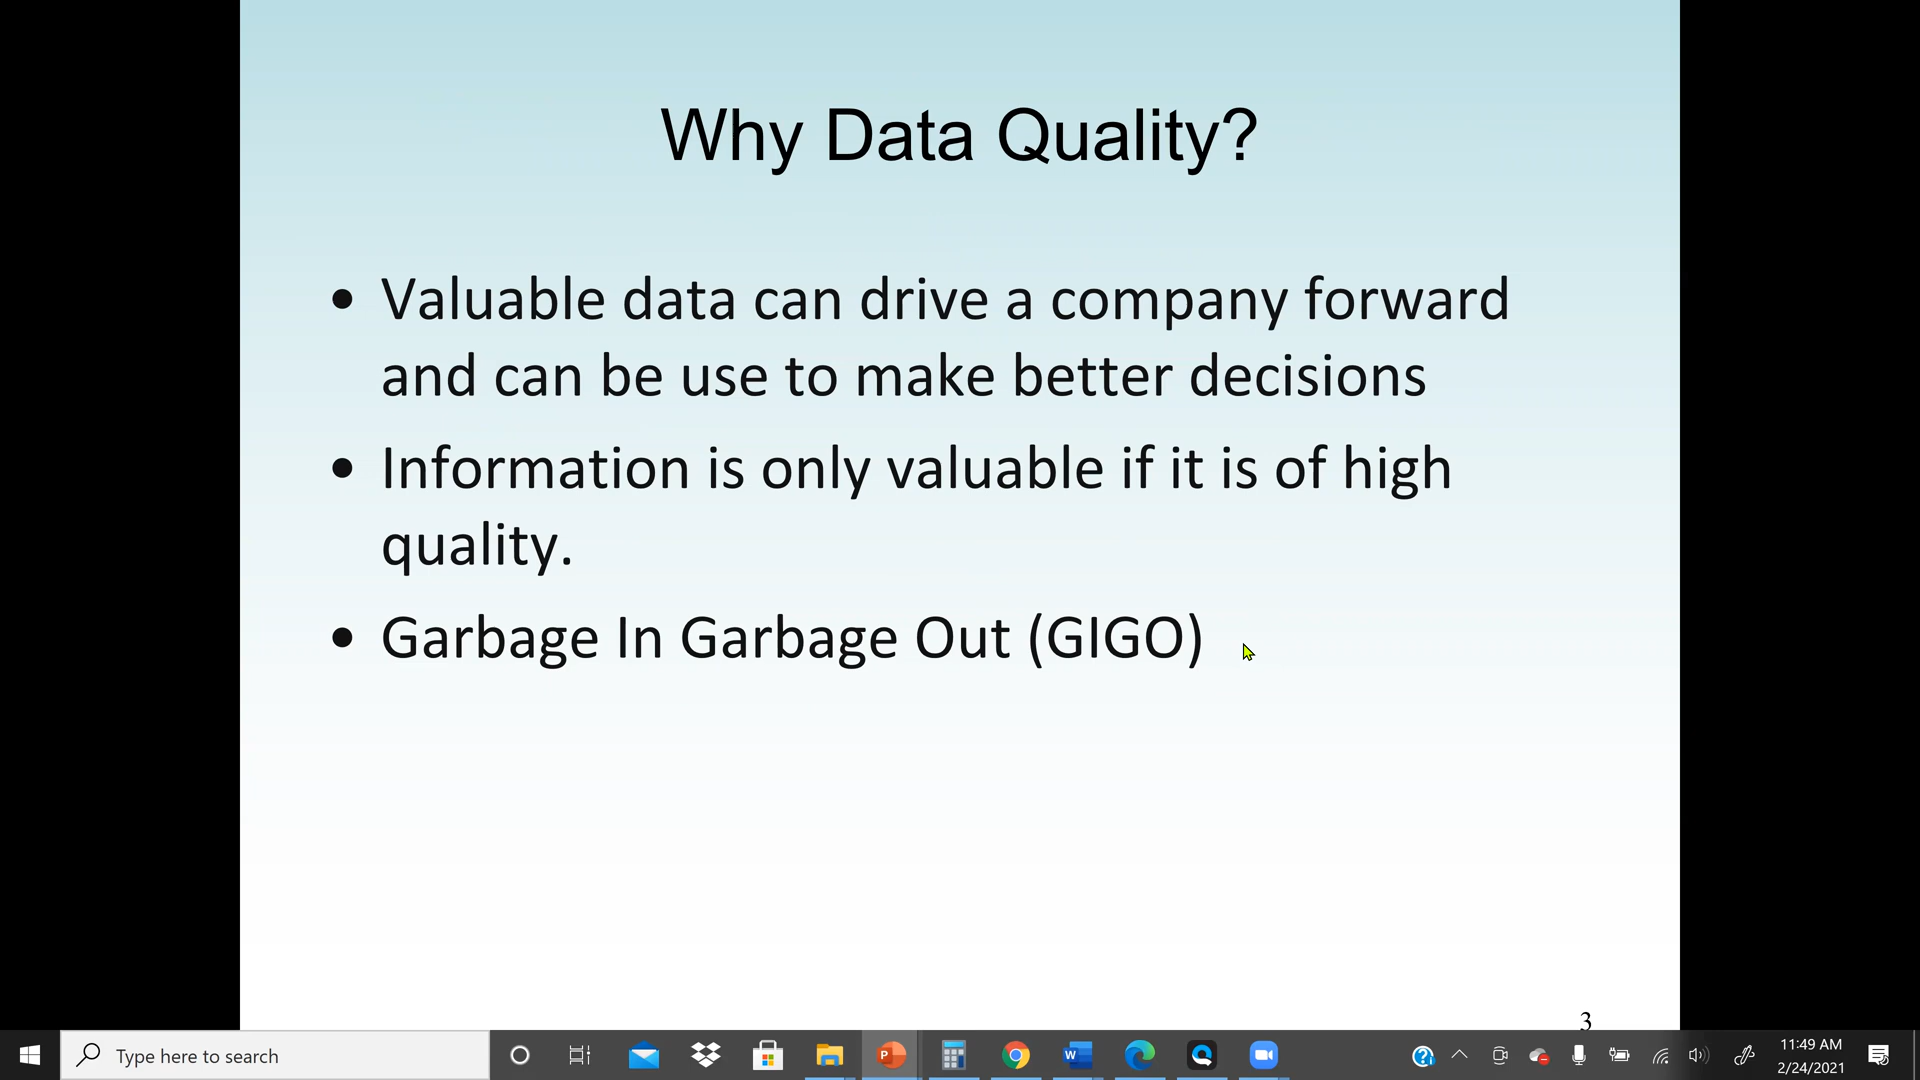 Why Data Quality?
• Valuable data can drive a company forward
and can be use to make better decisions
• Information is only valuable if it is of high
quality.
• Garbage In Garbage Out (GIGO)
3
Type here to search
11:49 AM
2/24/2021